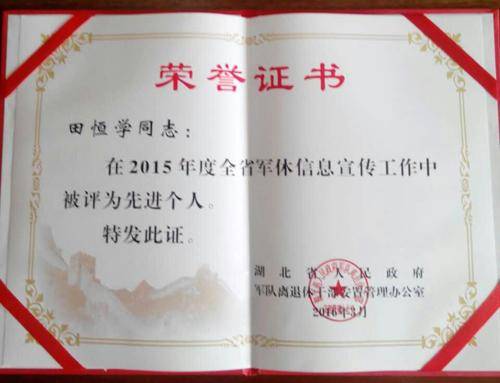 荣誉证书
田恒学同志：
在2015年度全省军休信息宣传工作中
被评为先进个人。
特发此证。
湖北省人民政府
军队离退休干部安置管理办公室
2016年3月